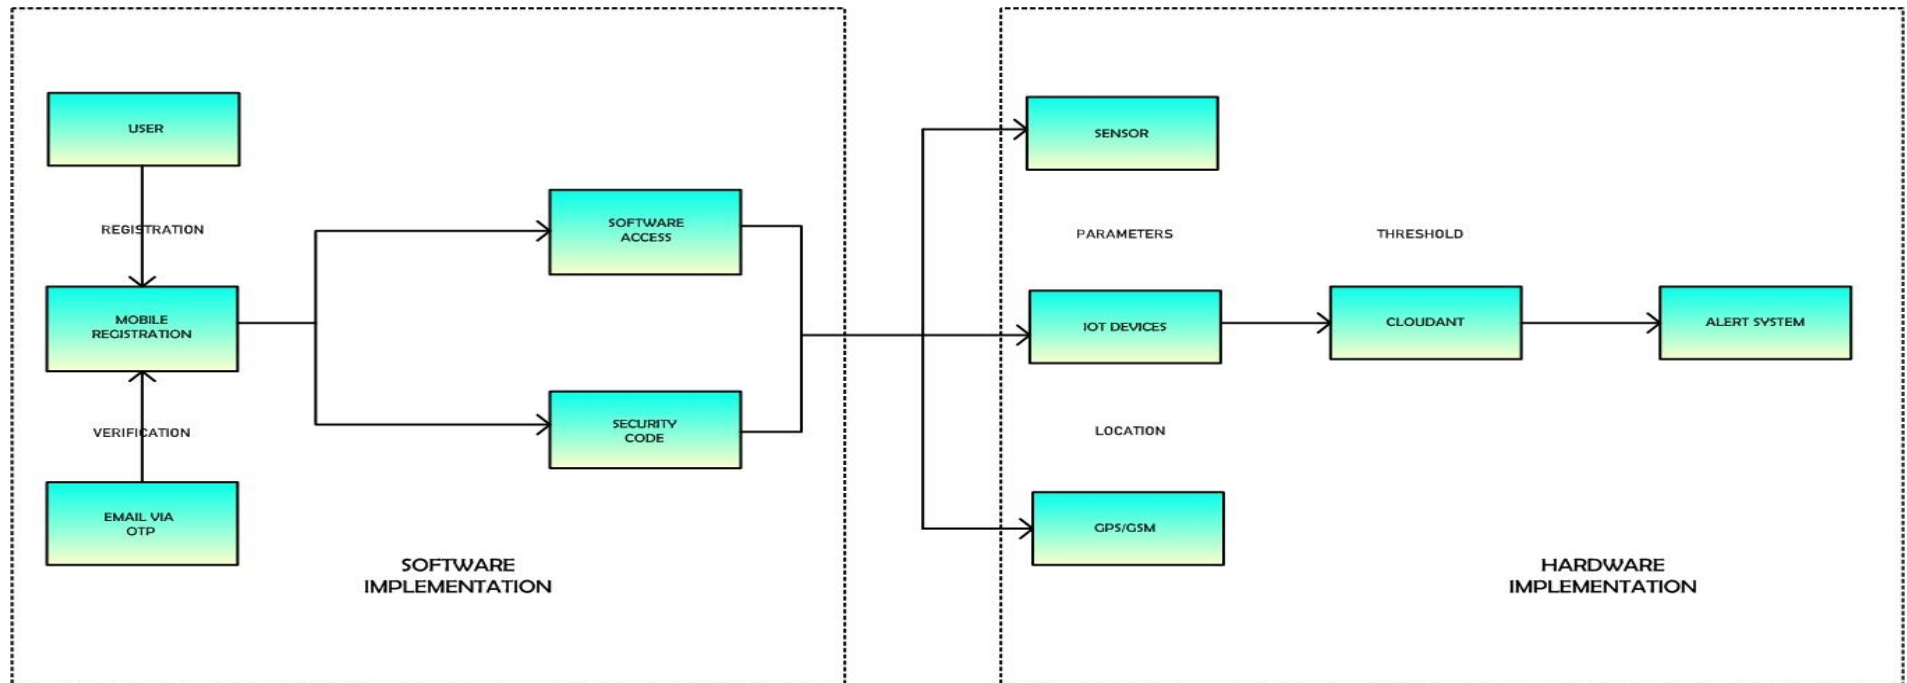 USER
REGISTRATION
MOBILE
REGISTRATION
VERIFICATION
EMAIL VIA
OTP
SOFTWARE
ACCESS
SECURITY
CODE
SOFTWARE
IMPLEMENTATION
SENSOR
PARAMETERS
THRESHOLD
IOT DEVICES
CLOUDANT
ALERT SYSTEM
LOCATION
GPS/GSM
HARDWARE
IMPLEMENTATION